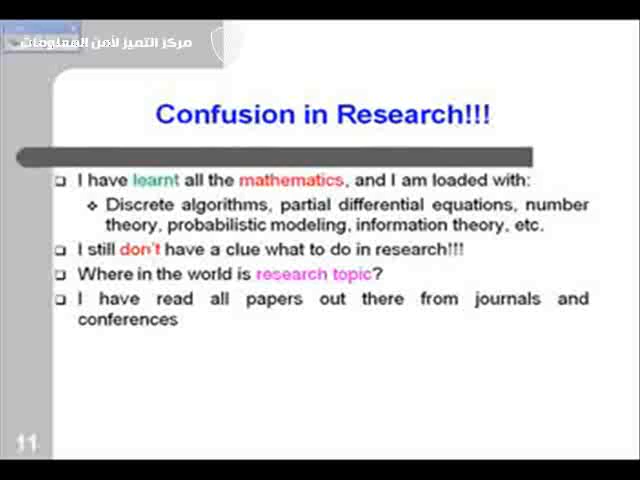 مركز التميز لأمن المعلومات
Confusion in Research!!!
I have learnt all the mathematics, and I am loaded with:
Discrete algorithms, partial differential equations, number
theory, probabilistic modeling, information theory, etc.
I still don't have a clue what to do in research!!!
Where in the world is research topic?
I have read all papers out there from journals and
conferences
11